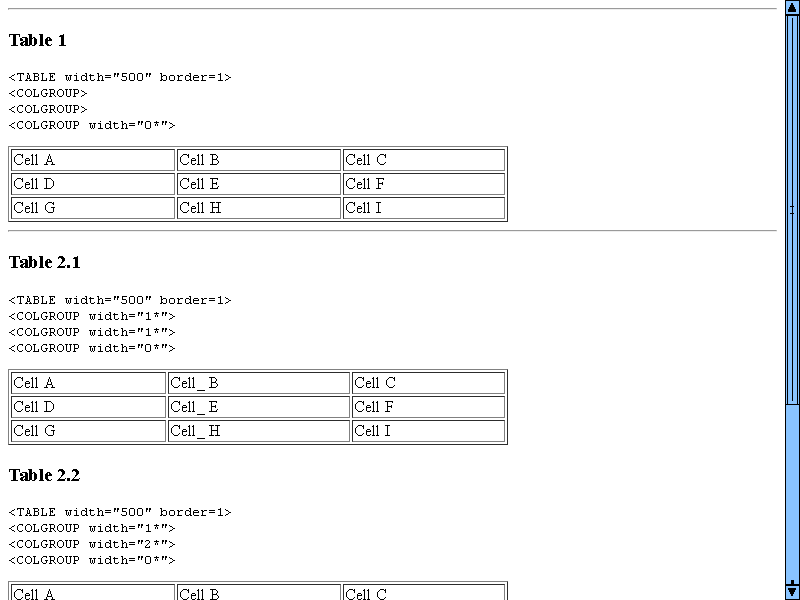 Table 1
<TABLE width="500" border=1>
<COLGROUP>
<COLGROUP>
<COLGROUP width="0*">
Cell A Cell B Cell C
Cell D Cell E Cell F
Cell G Cell H Cell I
Table 2.1
<TABLE width="500" border=1>
<COLGROUP width="1*">
<COLGROUP width="1*">
<COLGROUP width="0*">
Cell A Cell_B Cell C
Cell D Cell_E Cell F
Cell G Cell_H Cell I
Table 2.2
<TABLE width="500" border=1>
<COLGROUP width="1*">
<COLGROUP width="2*">
<COLGROUP width="0*">
Cell A Cell B Cell C